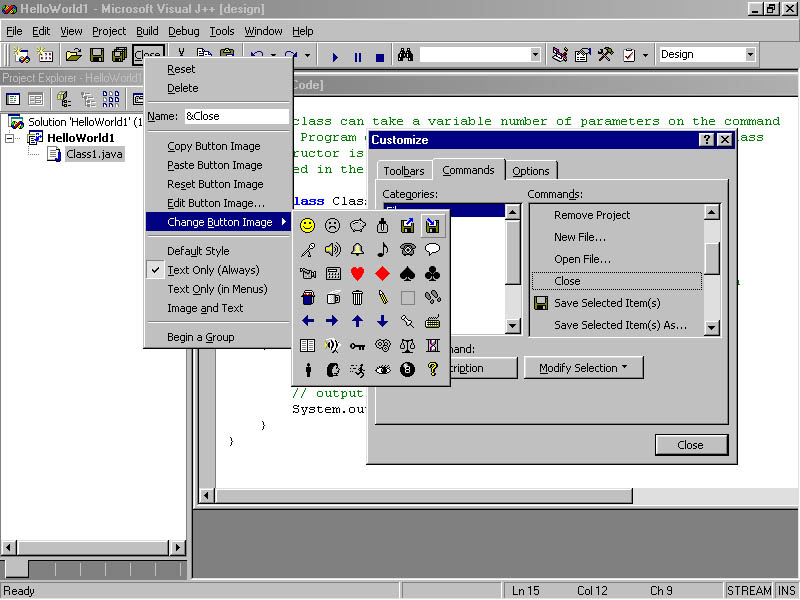 HelloWorld1 - Microsoft Visual J++ [design]
File Edit View Project Build Debug Tools Window Help
Close
Design
Project Explorer - HelloWorld1
Code]
Reset
Delete
Name: &Close
Copy Button Image
Paste Button Image
Reset Button Image
Edit Button Image...
Change Button Image
Default Style
Text Only (Always)
Text Only (in Menus)
Image and Text
Begin a Group
Solution 'HelloWorld1' (1
HelloWorld1
Class1.java
class can take a variable number of parameters on the command
Program
class
ructor is
ed in the
lass Clas
// output
System.out
}
}
Customize
Toolbars Commands Options
Categories:
File
Commands:
Remove Project
New File...
Open File...
Close
Save Selected Item(s)
Save Selected Item(s) As...
mand:
cription
Modify Selection
Close
Ready
Ln 15 Col 12 Ch 9 STREAM INS